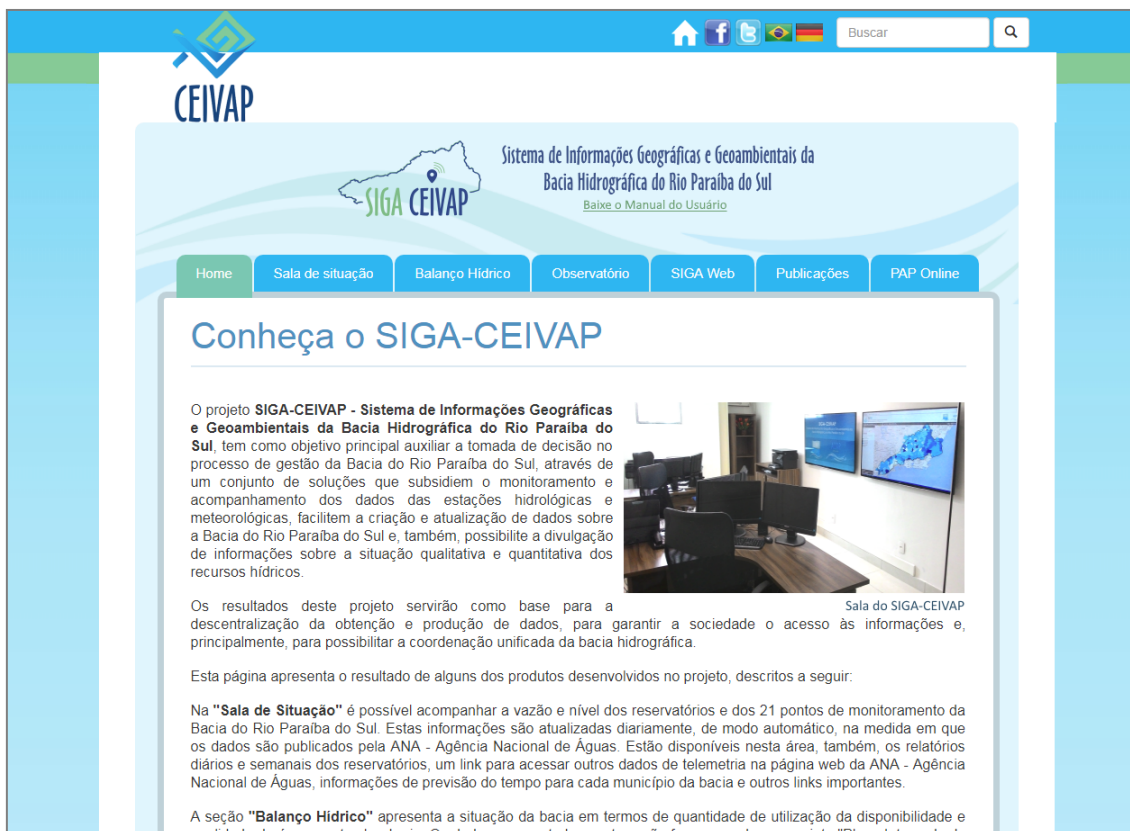 Buscar
CEIVAP
SIGA CEIVAP
Sistema de Informações Geográficas e Geoambientais da
Bacia Hidrográfica do Rio Paraíba do Sul
Baixe o Manual do Usuário
Home
Sala de situação
Balanço Hídrico
Observatório
SIGA Web
Publicações
PAP Online
Conheça o SIGA-CEIVAP
O projeto SIGA-CEIVAP - Sistema de Informações Geográficas
e Geoambientais da Bacia Hidrográfica do Rio Paraíba do
Sul, tem como objetivo principal auxiliar a tomada de decisão no
processo de gestão da Bacia do Rio Paraíba do Sul, através de
um conjunto de soluções que subsidiem o monitoramento e
acompanhamento dos dados das estações hidrológicas e
meteorológicas, facilitem a criação e atualização de dados sobre
a Bacia do Rio Paraíba do Sul e, também, possibilite a divulgação
de informações sobre a situação qualitativa e quantitativa dos
recursos hídricos.
Sala do SIGA-CEIVAP
Os resultados deste projeto servirão como base para a
descentralização da obtenção e produção de dados, para garantir a sociedade o acesso às informações e,
principalmente, para possibilitar a coordenação unificada da bacia hidrográfica.
Esta página apresenta o resultado de alguns dos produtos desenvolvidos no projeto, descritos a seguir:
Na "Sala de Situação" é possível acompanhar a vazão e nível dos reservatórios e dos 21 pontos de monitoramento da
Bacia do Rio Paraíba do Sul. Estas informações são atualizadas diariamente, de modo automático, na medida em que
os dados são publicados pela ANA - Agência Nacional de Águas. Estão disponíveis nesta área, também, os relatórios
diários e semanais dos reservatórios, um link para acessar outros dados de telemetria na página web da ANA - Agência
Nacional de Águas, informações de previsão do tempo para cada município da bacia e outros links importantes.
A seção "Balanço Hídrico" apresenta a situação da bacia em termos de quantidade de utilização da disponibilidade e